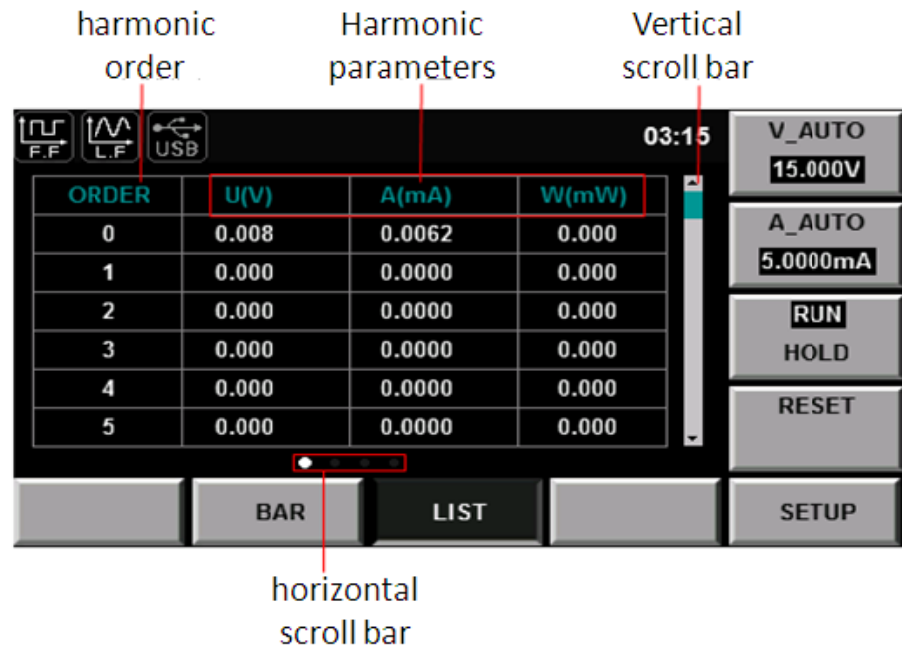 harmonic order
Harmonic parameters
Vertical scroll bar
F.F L.F USB 03:15
ORDER U(V) A(mA) W(mW)
0 0.008 0.0062 0.000
1 0.000 0.0000 0.000
2 0.000 0.0000 0.000
3 0.000 0.0000 0.000
4 0.000 0.0000 0.000
5 0.000 0.0000 0.000
V_AUTO
15.000V
A_AUTO
5.0000mA
RUN
HOLD
RESET
BAR LIST SETUP
horizontal
scroll bar